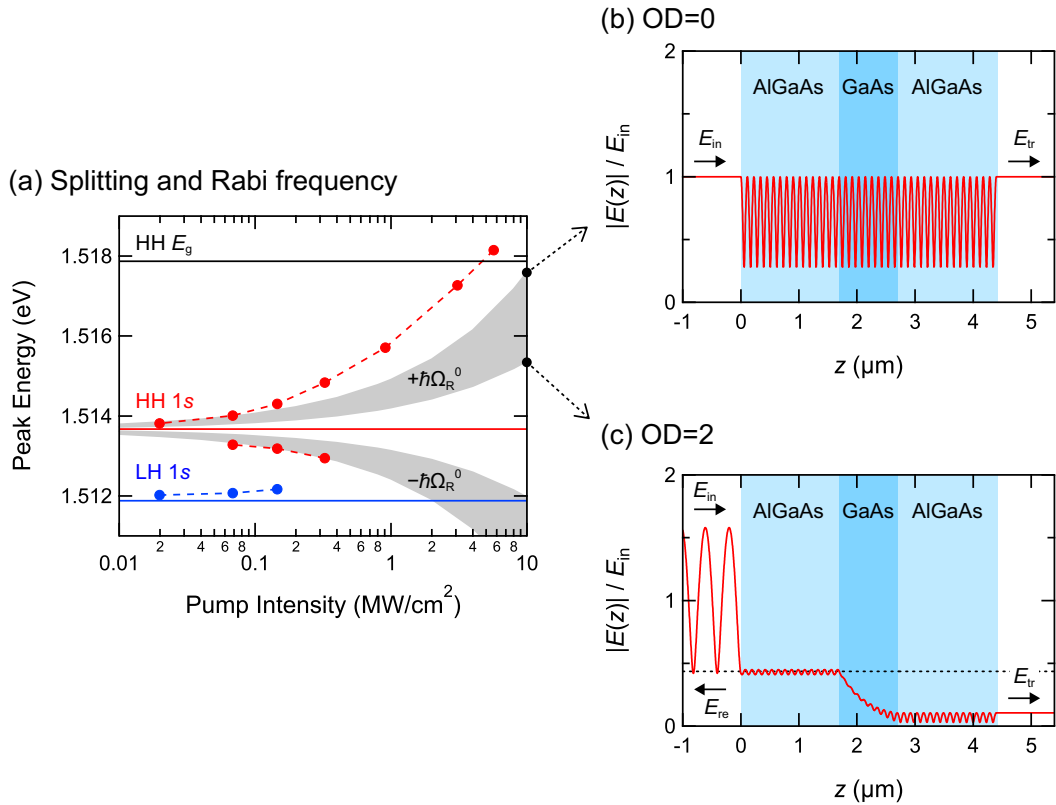 (a) Splitting and Rabi frequency
HH Eg
1.518
1.516
1.514
1.512
HH 1s
LH 1s
+ℏΩR⁰
−ℏΩR⁰
Peak Energy (eV)
0.01 2 4 6 8 0.1 2 4 6 8 1 2 4 6 8 10
Pump Intensity (MW/cm²)
(b) OD=0
2
1
0
AlGaAs GaAs AlGaAs
Ein Etr
|E(z)| / Ein
-1 0 1 2 3 4 5
z (μm)
(c) OD=2
2
1
0
Ein
AlGaAs GaAs AlGaAs
Ere Etr
|E(z)| / Ein
-1 0 1 2 3 4 5
z (μm)